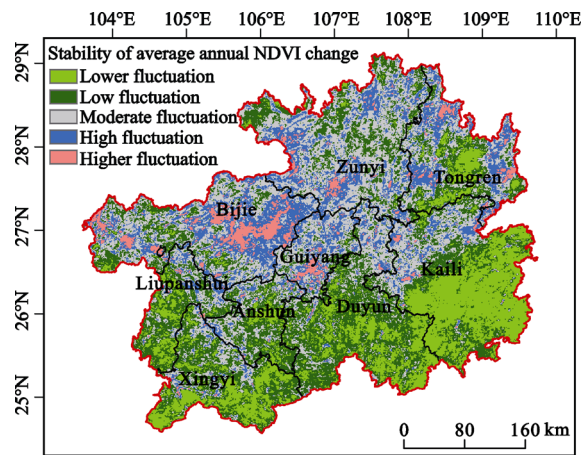 104°E 105°E 106°E 107°E 108°E 109°E 110°E
29°N
28°N
27°N
26°N
25°N
Stability of average annual NDVI change
Lower fluctuation
Low fluctuation
Moderate fluctuation
High fluctuation
Higher fluctuation
Zunyi
Tongren
Bijie
Guiyang
Kaili
Liupanshui
Anshun
Duyun
Xingyi
0 80 160 km